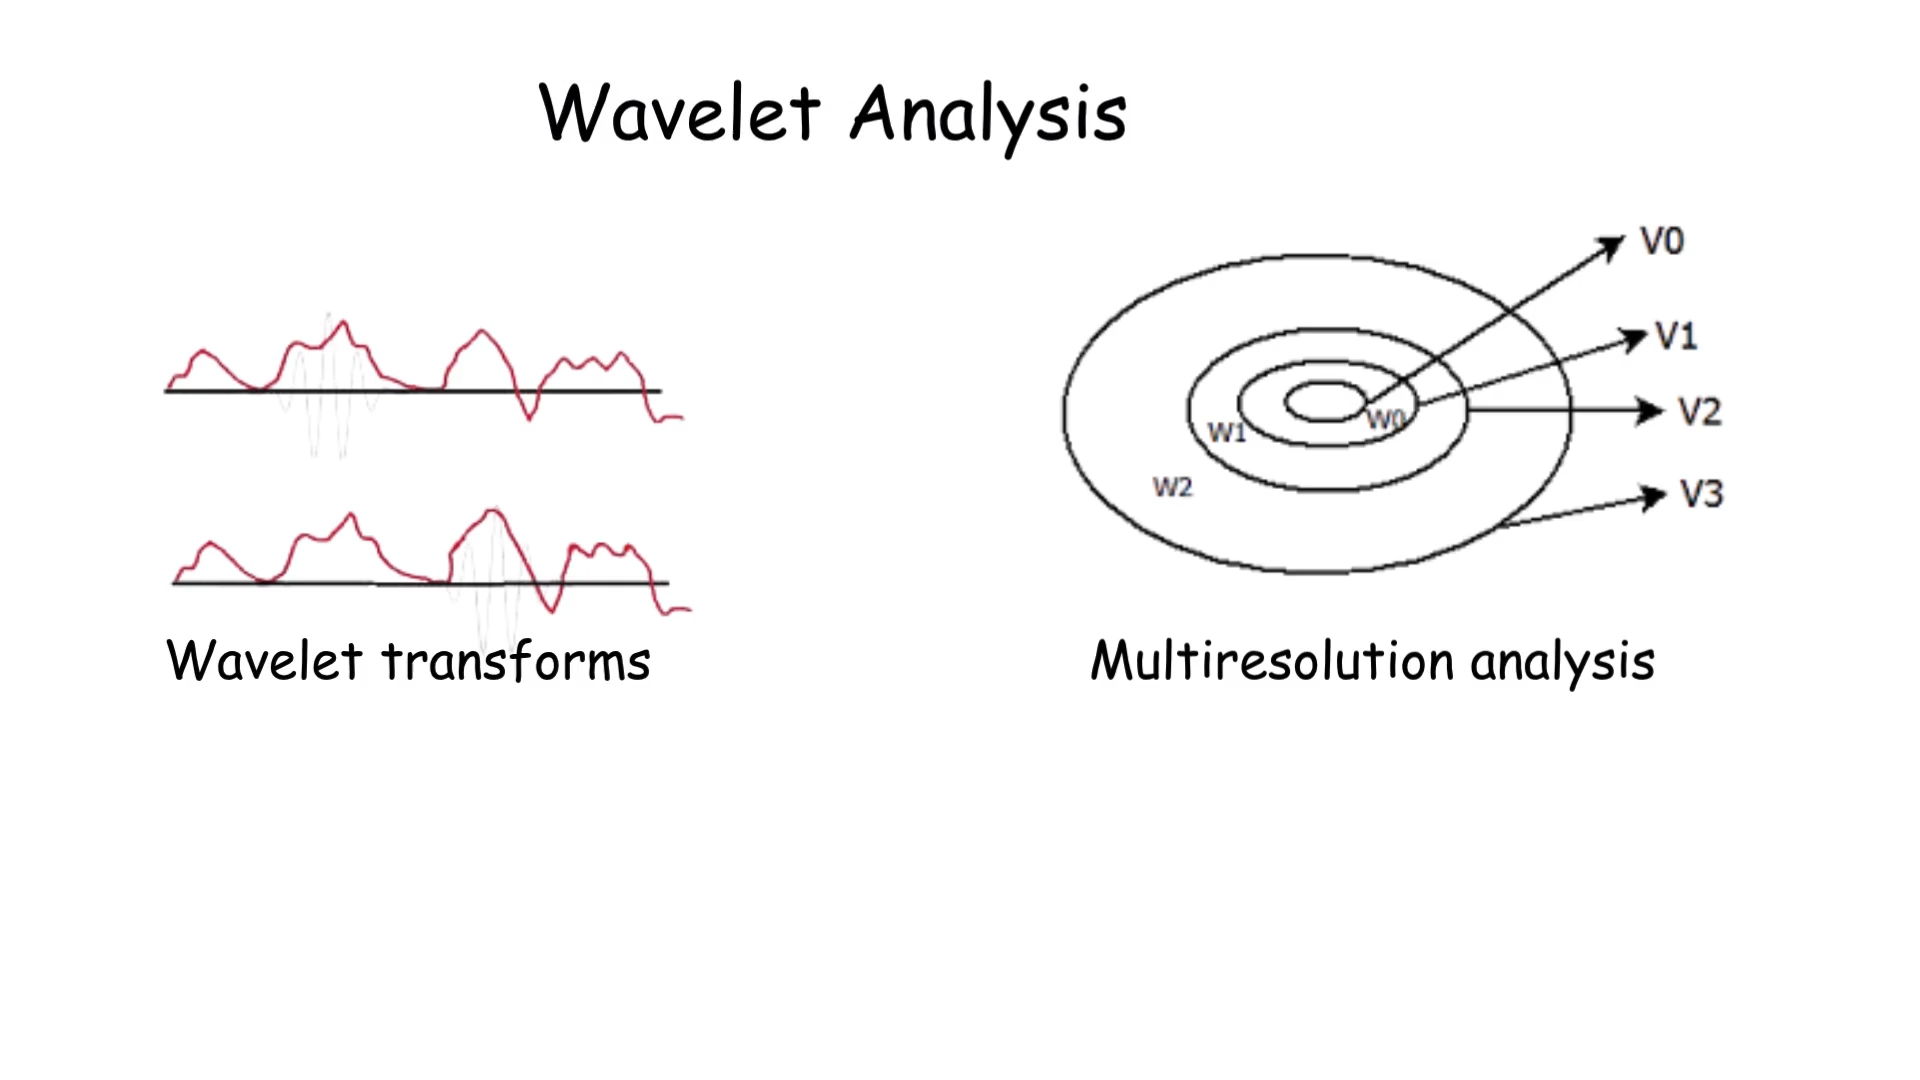 Wavelet Analysis
V0
V1
V2
W0
W1
W2
V3
Wavelet transforms
Multiresolution analysis